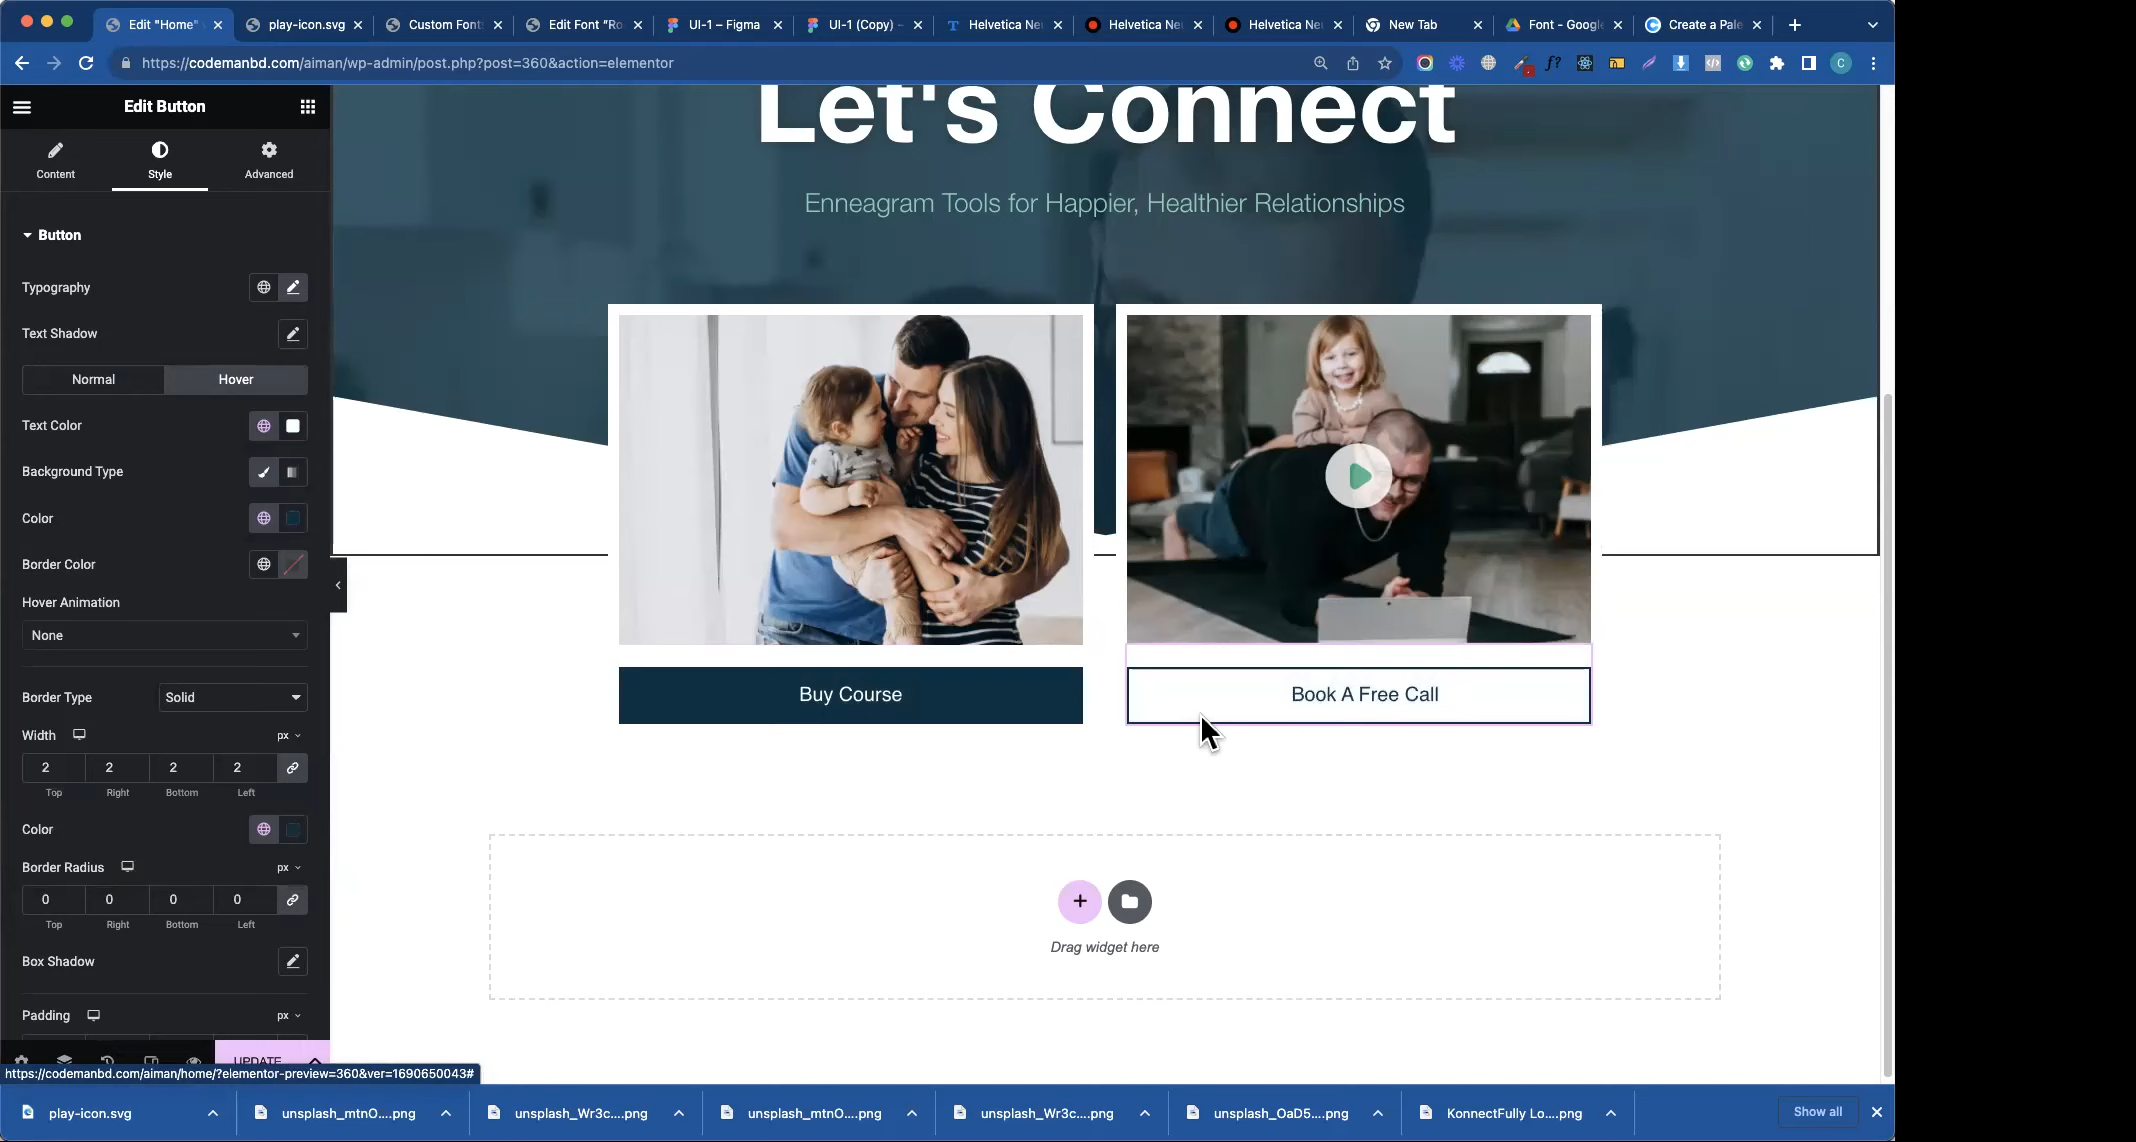 Edit "Home"
play-icon.svg
Custom Font
Edit Font "Ro
UI-1 – Figma
UI-1 (Copy) –
Helvetica Ne
Helvetica Ne
Helvetica Ne
New Tab
Font - Google
Create a Pale
https://codemanbd.com/aiman/wp-admin/post.php?post=360&action=elementor
f?
C
Edit Button
Content
Style
Advanced
Button
Typography
Text Shadow
Normal
Hover
Text Color
Background Type
Color
Border Color
Hover Animation
None
Border Type
Solid
Width
px
2
2
2
2
Top
Right
Bottom
Left
Color
Border Radius
px
0
0
0
0
Top
Right
Bottom
Left
Box Shadow
Padding
px
UPDATE
Let's Connect
Enneagram Tools for Happier, Healthier Relationships
Buy Course
Book A Free Call
Drag widget here
https://codemanbd.com/aiman/home/?elementor-preview=360&ver=1690650043#
play-icon.svg
unsplash_mtnO....png
unsplash_Wr3c....png
unsplash_mtnO....png
unsplash_Wr3c....png
unsplash_OaD5....png
KonnectFully Lo....png
Show all